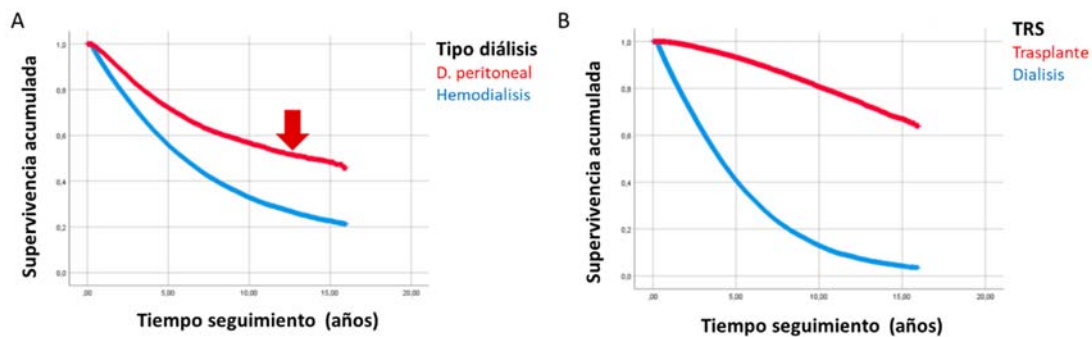 A
Tipo diálisis
D. peritoneal
Hemodialisis
Supervivencia acumulada
1,0
0,8
0,6
0,4
0,2
0,0
,00
5,00
10,00
15,00
20,00
Tiempo seguimiento (años)
B
TRS
Trasplante
Dialisis
Supervivencia acumulada
1,0
0,8
0,6
0,4
0,2
0,0
,00
5,00
10,00
15,00
20,00
Tiempo seguimiento (años)